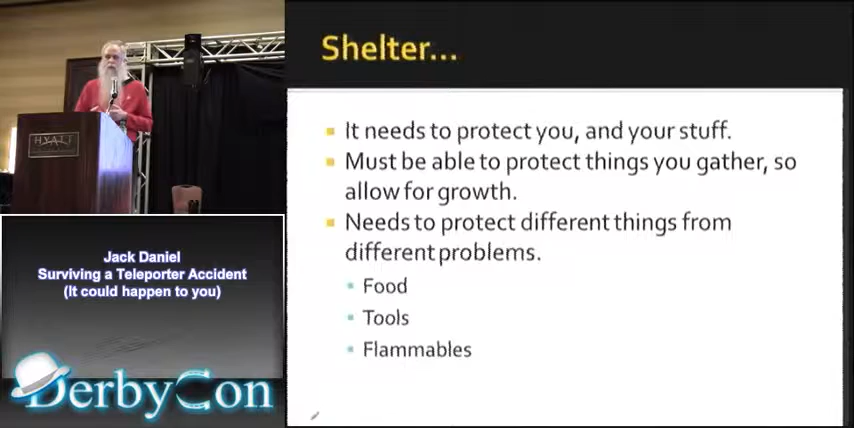 Shelter...
It needs to protect you, and your stuff.
Must be able to protect things you gather, so
allow for growth.
Needs to protect different things from
different problems.
Food
Tools
Flammables
HYATT
Jack Daniel
Surviving a Teleporter Accident
(It could happen to you)
DerbyCon